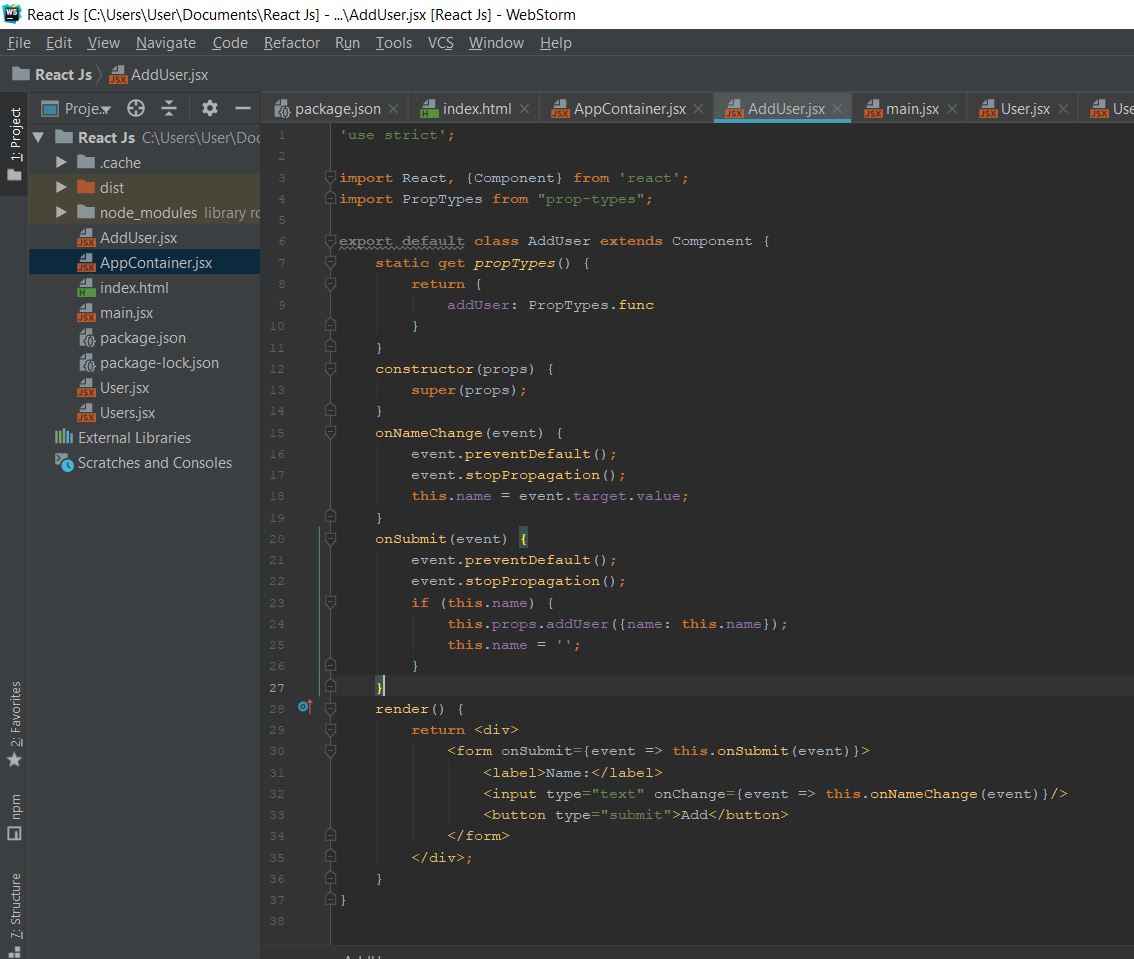 React Js [C:\Users\User\Documents\React Js] - ...\AddUser.jsx [React Js] - WebStorm
File Edit View Navigate Code Refactor Run Tools VCS Window Help
React Js AddUser.jsx
Proje
package.json index.html AppContainer.jsx AddUser.jsx main.jsx User.jsx Use
1: Project
React Js C:\Users\User\Doc
.cache
dist
node_modules library ro
AddUser.jsx
AppContainer.jsx
index.html
main.jsx
package.json
package-lock.json
User.jsx
Users.jsx
External Libraries
Scratches and Consoles
2: Favorites
npm
7: Structure
1 'use strict';
2
3 import React, {Component} from 'react';
4 import PropTypes from "prop-types";
5
6 export default class AddUser extends Component {
7 static get propTypes() {
8 return {
9 addUser: PropTypes.func
10 }
11 }
12 constructor(props) {
13 super(props);
14 }
15 onNameChange(event) {
16 event.preventDefault();
17 event.stopPropagation();
18 this.name = event.target.value;
19 }
20 onSubmit(event) {
21 event.preventDefault();
22 event.stopPropagation();
23 if (this.name) {
24 this.props.addUser({name: this.name});
25 this.name = '';
26 }
27 }
28 render() {
29 return <div>
30 <form onSubmit={event => this.onSubmit(event)}>
31 <label>Name:</label>
32 <input type="text" onChange={event => this.onNameChange(event)}/>
33 <button type="submit">Add</button>
34 </form>
35 </div>;
36 }
37 }
38